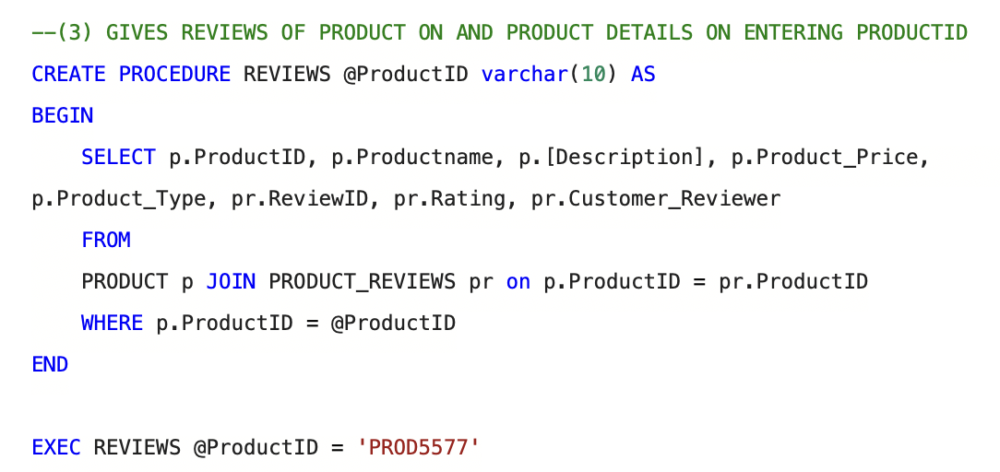 --(3) GIVES REVIEWS OF PRODUCT ON AND PRODUCT DETAILS ON ENTERING PRODUCTID
CREATE PROCEDURE REVIEWS @ProductID varchar(10) AS
BEGIN
    SELECT p.ProductID, p.Productname, p.[Description], p.Product_Price,
p.Product_Type, pr.ReviewID, pr.Rating, pr.Customer_Reviewer
    FROM
    PRODUCT p JOIN PRODUCT_REVIEWS pr on p.ProductID = pr.ProductID
    WHERE p.ProductID = @ProductID
END
EXEC REVIEWS @ProductID = 'PROD5577'